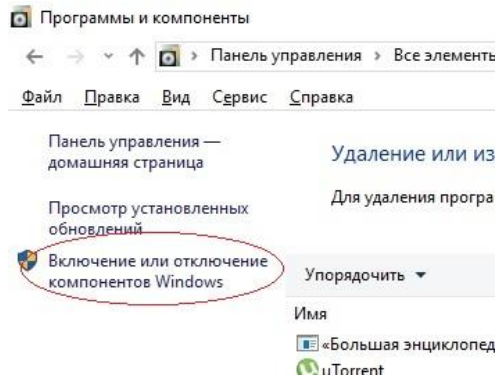 Программы и компоненты
Панель управления › Все элементы
Файл Правка Вид Сервис Справка
Панель управления —
домашняя страница
Просмотр установленных
обновлений
Включение или отключение
компонентов Windows
Удаление или из
Для удаления програ
Упорядочить
Имя
«Большая энциклопед
uTorrent